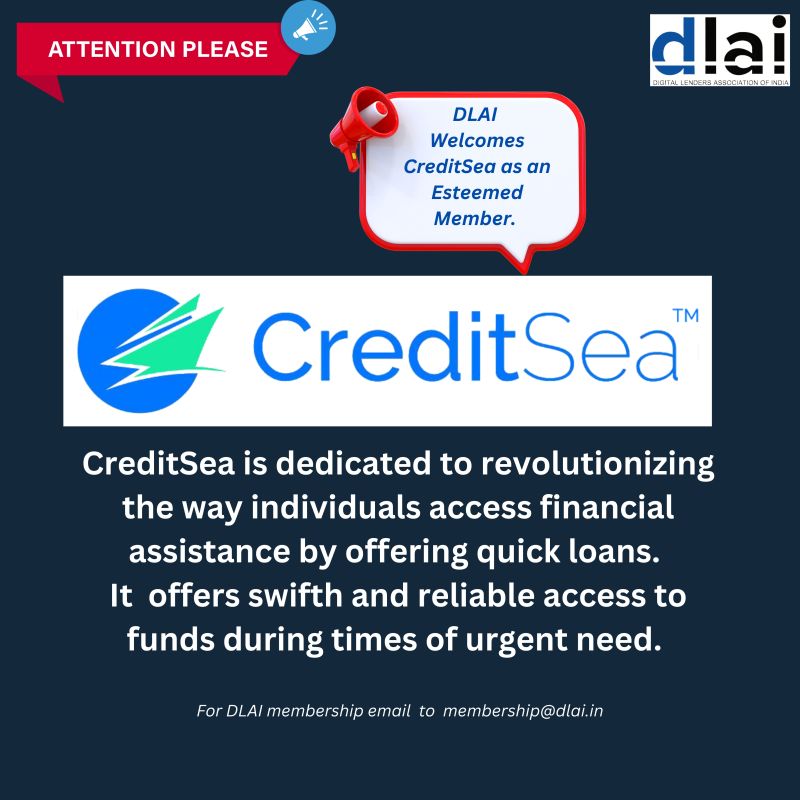 ATTENTION PLEASE
dlai
DIGITAL LENDERS ASSOCIATION OF INDIA
DLAI
Welcomes
CreditSea as an
Esteemed
Member.
CreditSea™
CreditSea is dedicated to revolutionizing
the way individuals access financial
assistance by offering quick loans.
It offers swifth and reliable access to
funds during times of urgent need.
For DLAI membership email to membership@dlai.in